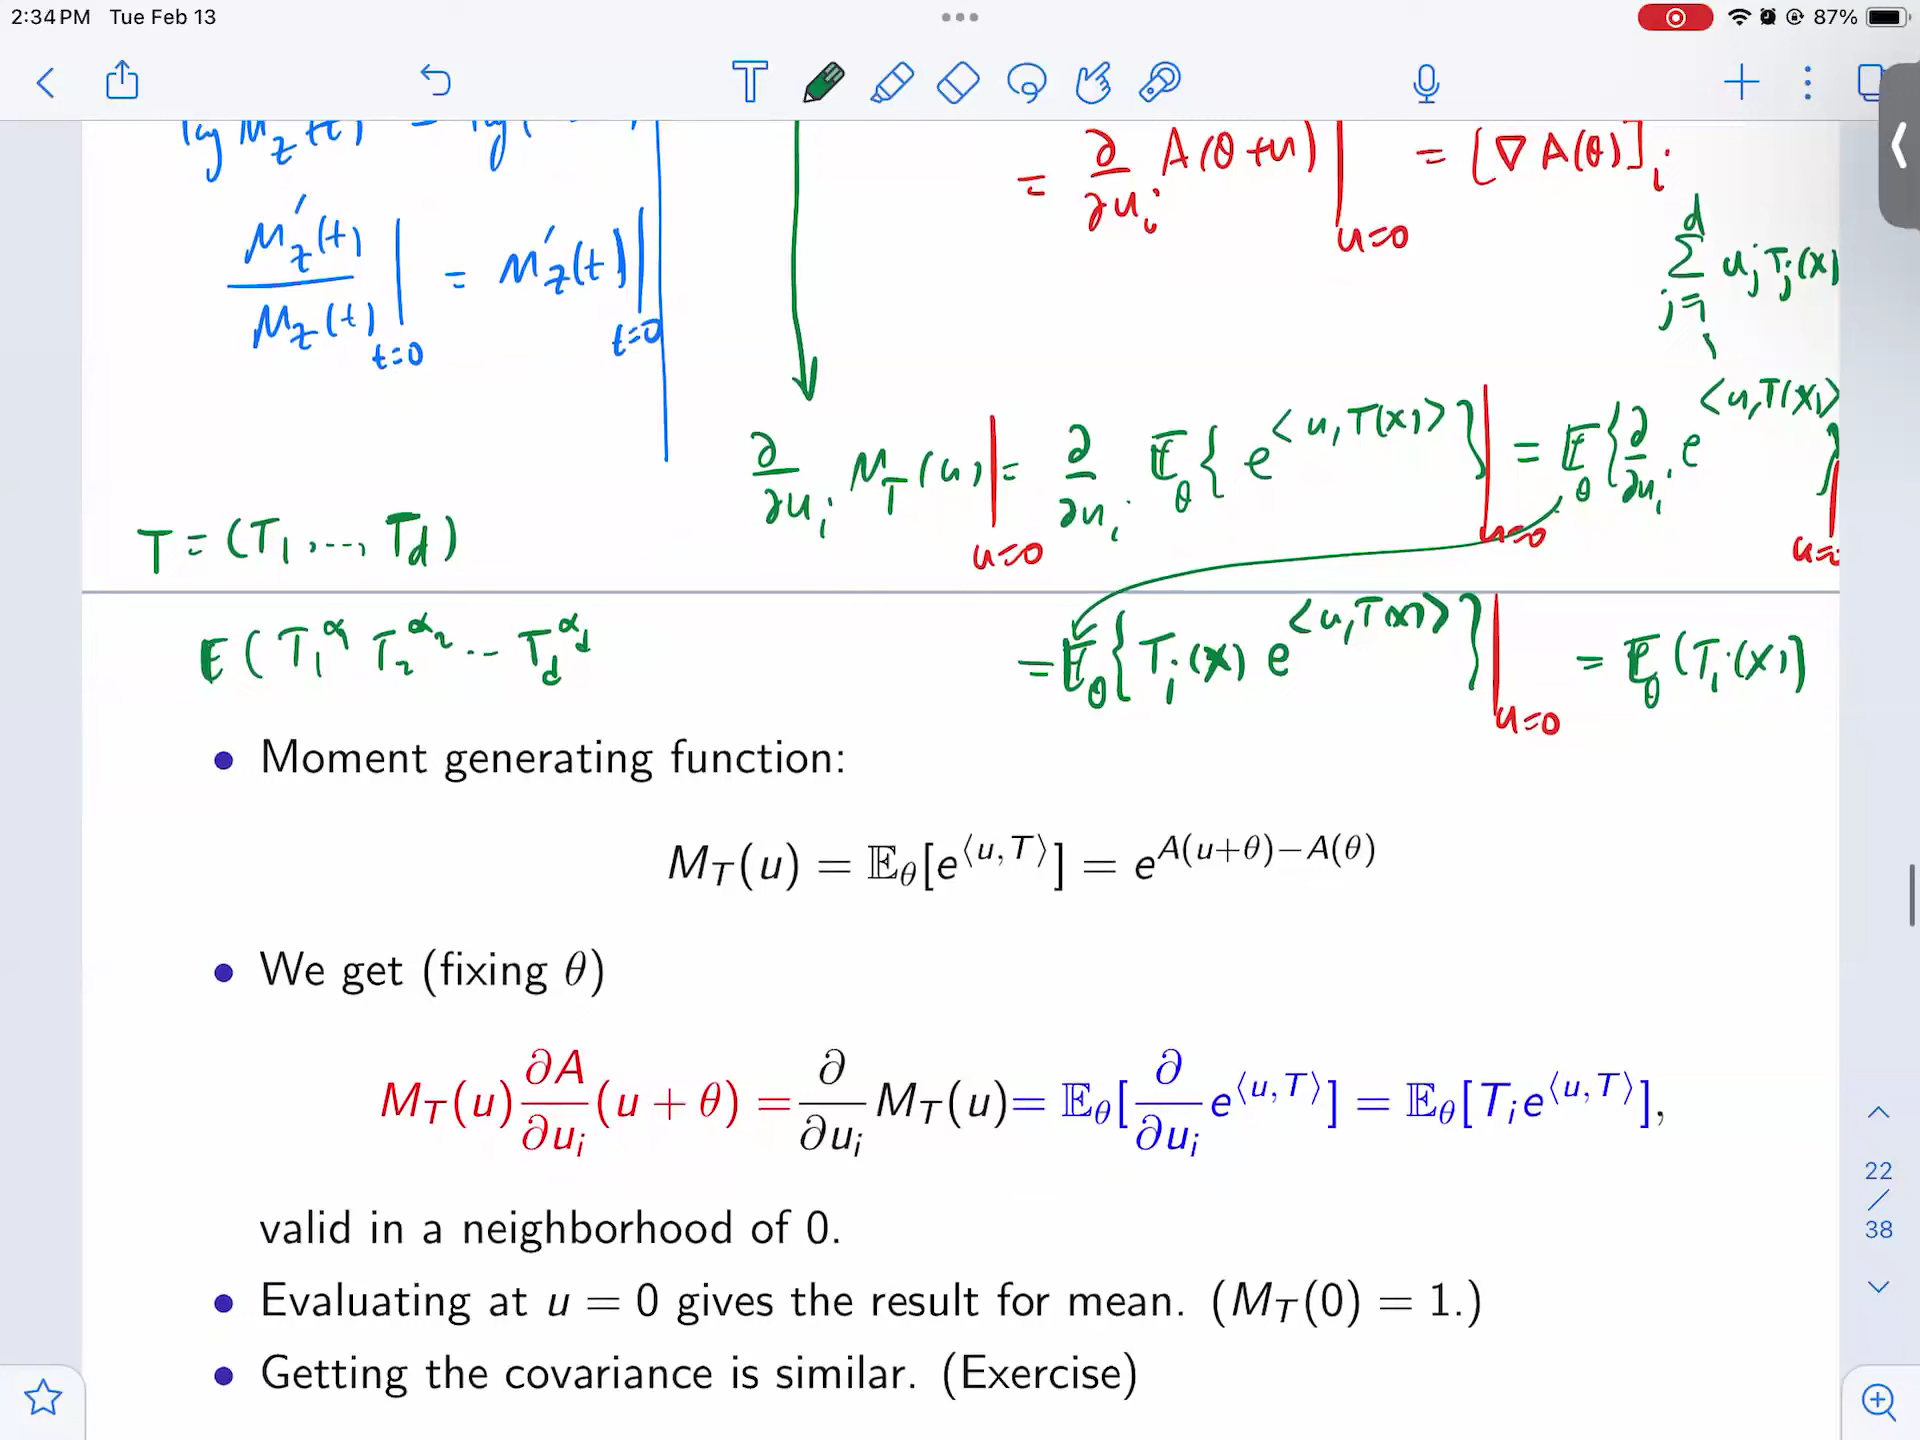 2:34 PM Tue Feb 13
87%
= ∂/∂u_i A(θ+u) |_{u=0} = [∇A(θ)]_i
M'_Z(t) / M_Z(t) |_{t=0} = M'_Z(t) |_{t=0}
Σ_{j=1}^d u_j T_j(x)
∂/∂u_i M_T(u) |_{u=0} = ∂/∂u_i E_θ{ e^{<u,T(x)>} } |_{u=0} = E_θ{ ∂/∂u_i e^{<u,T(x)>} }
T = (T_1, ..., T_d)
E(T_1^{α_1} T_2^{α_2} ... T_d^{α_d}
= E_θ{ T_i(x) e^{<u,T(x)>} } |_{u=0} = E_θ(T_i(x)]
• Moment generating function:
M_T(u) = 𝔼_θ[e^{⟨u,T⟩}] = e^{A(u+θ)−A(θ)}
• We get (fixing θ)
M_T(u) ∂A/∂u_i (u + θ) = ∂/∂u_i M_T(u) = 𝔼_θ[∂/∂u_i e^{⟨u,T⟩}] = 𝔼_θ[T_i e^{⟨u,T⟩}],
valid in a neighborhood of 0.
• Evaluating at u = 0 gives the result for mean. (M_T(0) = 1.)
• Getting the covariance is similar. (Exercise)
22
/
38